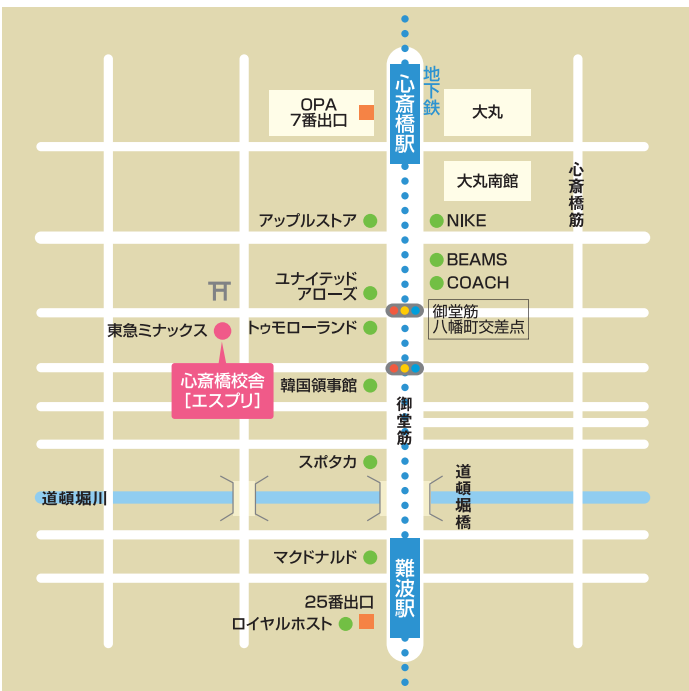 地下鉄
心斎橋駅
OPA
7番出口
大丸
大丸南館
心斎橋筋
アップルストア
NIKE
BEAMS
COACH
ユナイテッド
アローズ
御堂筋
八幡町交差点
東急ミナックス
トゥモローランド
心斎橋校舎
[エスプリ]
韓国領事館
御堂筋
スポタカ
道頓堀川
道頓堀橋
マクドナルド
難波駅
25番出口
ロイヤルホスト